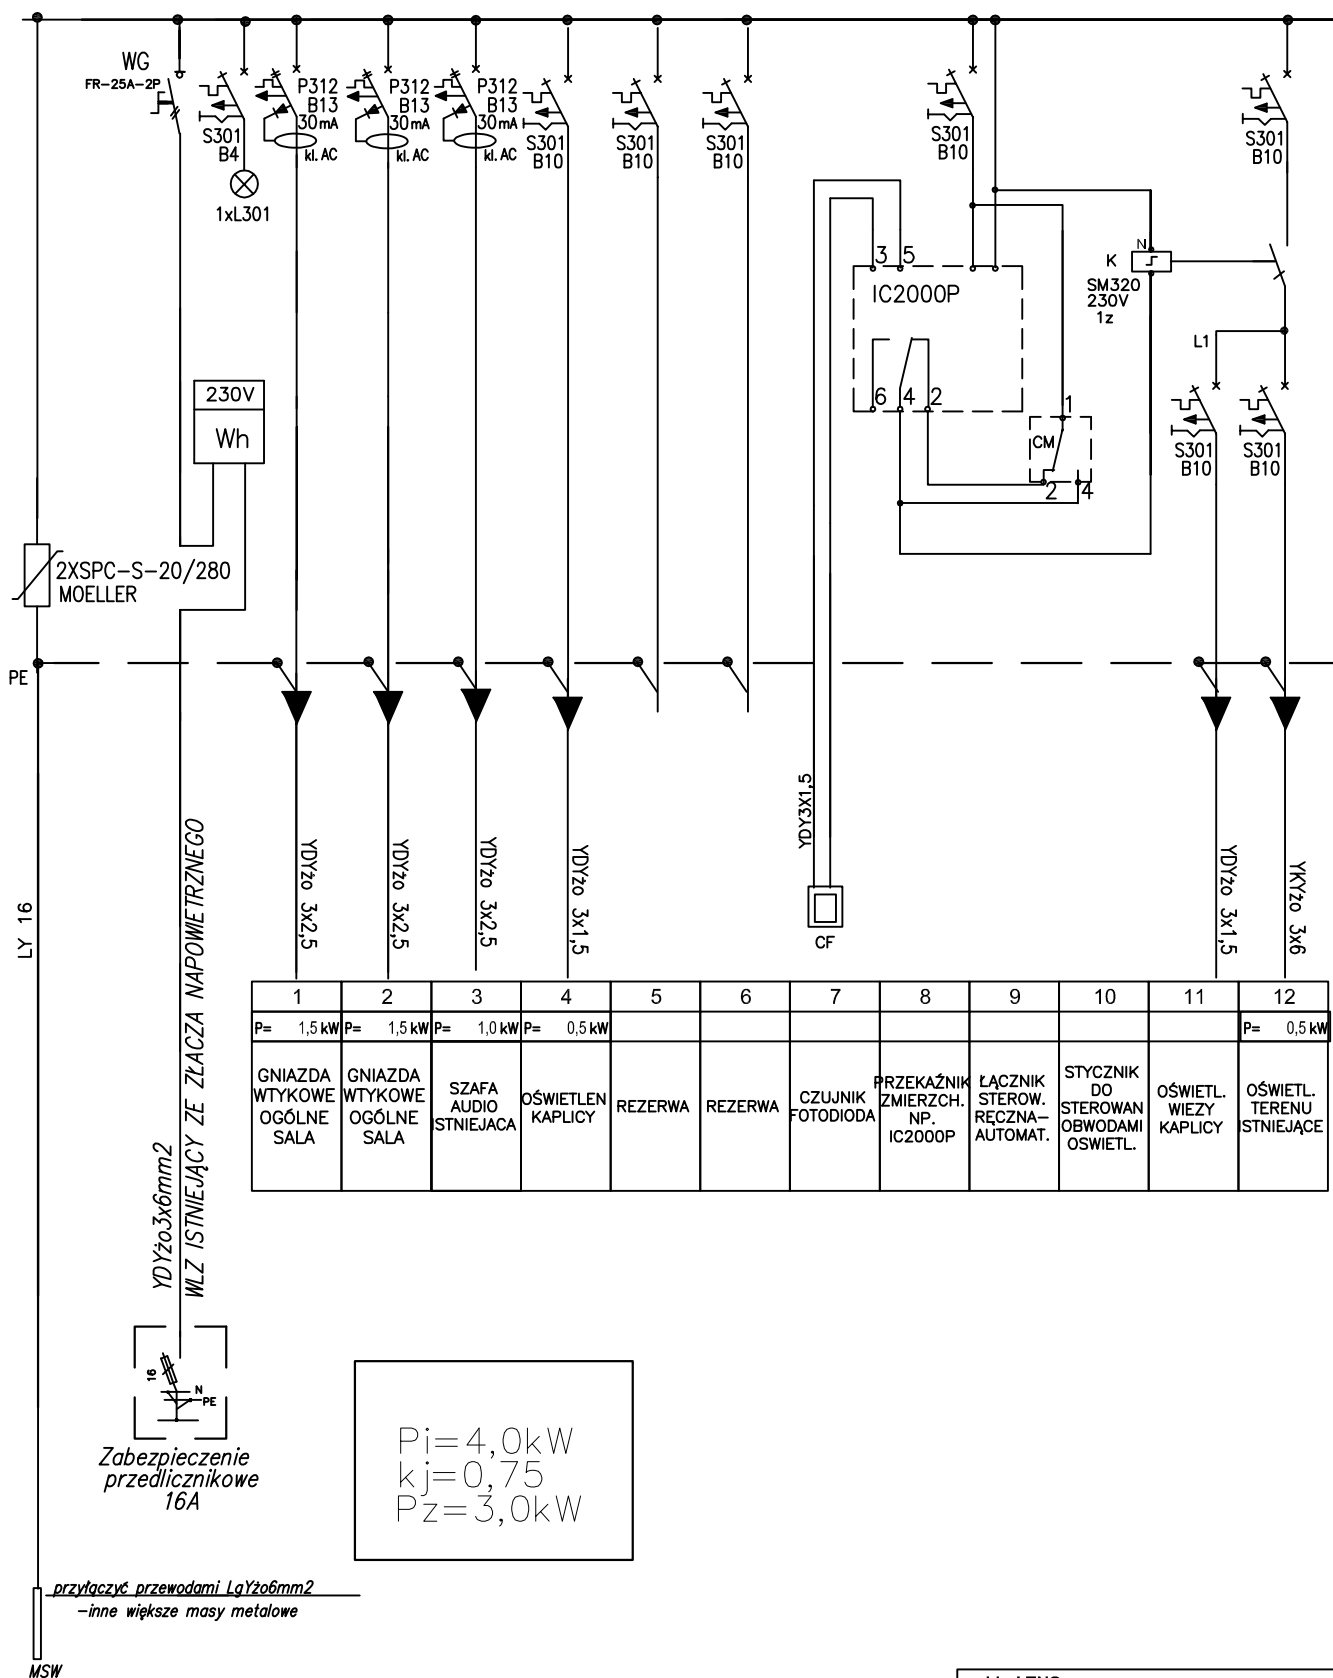 WG
FR-25A-2P
S301
B4
1xL301
P312
B13
30mA
kl. AC
P312
B13
30mA
kl. AC
P312
B13
30mA
kl. AC
S301
B10
S301
B10
S301
B10
S301
B10
S301
B10
3 5
IC2000P
6 4 2
1
CM
2 4
N
K
SM320
230V
1z
L1
S301
B10
S301
B10
230V
Wh
2XSPC-S-20/280
MOELLER
PE
LY 16
YDYżo3x6mm2
WLZ ISTNIEJĄCY ZE ZŁACZA NAPOWIETRZNEGO
YDYżo 3x2,5
YDYżo 3x2,5
YDYżo 3x2,5
YDYżo 3x1,5
YDY3X1,5
CF
YDYżo 3x1,5
YKYżo 3x6
1 2 3 4 5 6 7 8 9 10 11 12
P= 1,5 kW P= 1,5 kW P= 1,0 kW P= 0,5 kW P= 0,5 kW
GNIAZDA
WTYKOWE
OGÓLNE
SALA
GNIAZDA
WTYKOWE
OGÓLNE
SALA
SZAFA
AUDIO
ISTNIEJACA
OŚWIETLEN
KAPLICY
REZERWA
REZERWA
CZUJNIK
FOTODIODA
PRZEKAŹNIK
ZMIERZCH.
NP.
IC2000P
ŁĄCZNIK
STEROW.
RĘCZNA-
AUTOMAT.
STYCZNIK
DO
STEROWAN
OBWODAMI
OSWIETL.
OŚWIETL.
WIEZY
KAPLICY
OŚWIETL.
TERENU
ISTNIEJĄCE
16
N
PE
Zabezpieczenie
przedlicznikowe
16A
Pi=4,0kW
kj=0,75
Pz=3,0kW
przyłączyć przewodami LgYżo6mm2
-inne większe masy metalowe
MSW